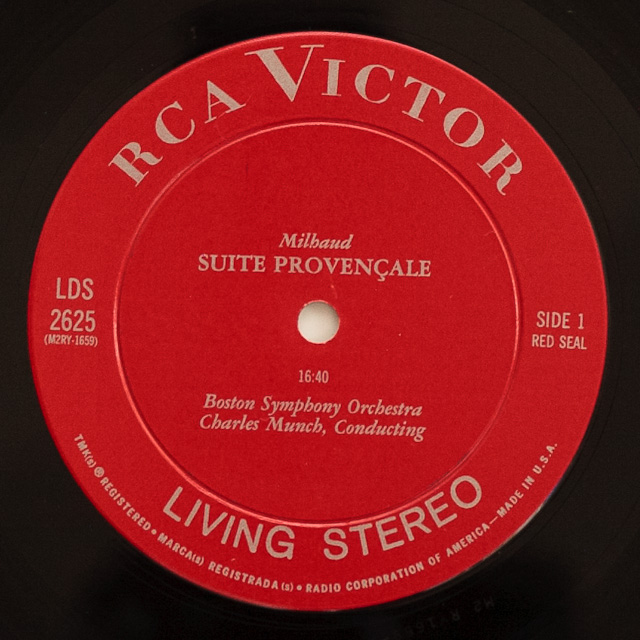 RCA VICTOR
Milhaud
SUITE PROVENÇALE
LDS
2625
(M2RY-1659)
SIDE 1
RED SEAL
16:40
Boston Symphony Orchestra
Charles Munch, Conducting
LIVING STEREO
TMK(s) ® REGISTERED • MARCA(s) REGISTRADA(s) • RADIO CORPORATION OF AMERICA—MADE IN U.S.A.